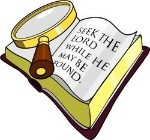 SEEK THE
LORD
WHILE HE
MAY BE
FOUND.